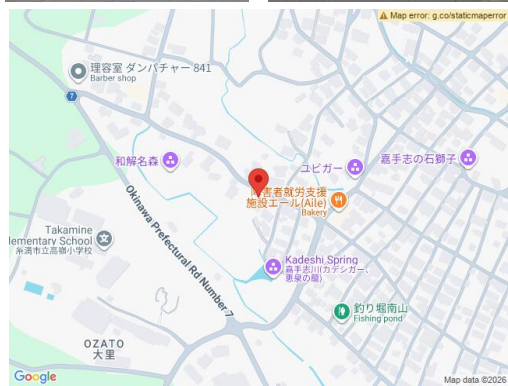 Map error: g.co/staticmaperror
理容室 ダンパチャー 841
Barber shop
7
和解名森
ユビガー
嘉手志の石獅子
害者就労支援
施設エール(Aile)
Bakery
Okinawa Prefectural Rd Number 7
Takamine
lementary School
糸満市立高嶺小学校
Kadeshi Spring
嘉手志川(カデシガー、
恵泉の龍)
釣り堀南山
Fishing pond
OZATO
大里
Google
Map data ©2026